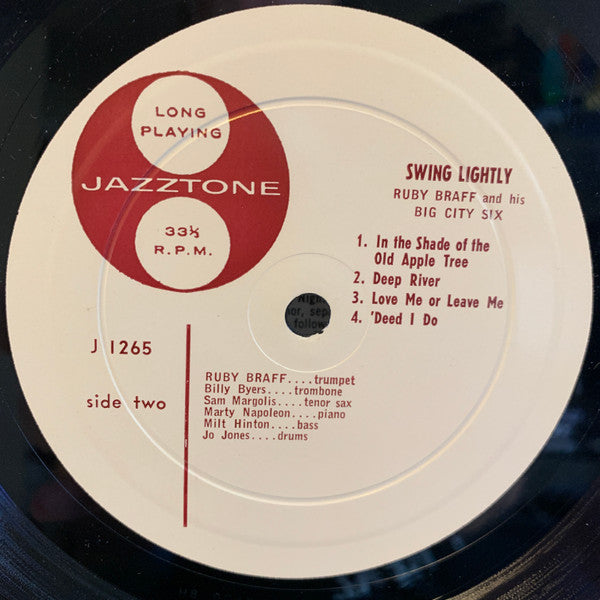 LONG
PLAYING
JAZZTONE
33⅓
R.P.M.
SWING LIGHTLY
RUBY BRAFF and his
BIG CITY SIX
1. In the Shade of the
Old Apple Tree
2. Deep River
3. Love Me or Leave Me
4. 'Deed I Do
J 1265
side two
RUBY BRAFF....trumpet
Billy Byers....trombone
Sam Margolis....tenor sax
Marty Napoleon....piano
Milt Hinton....bass
Jo Jones....drums